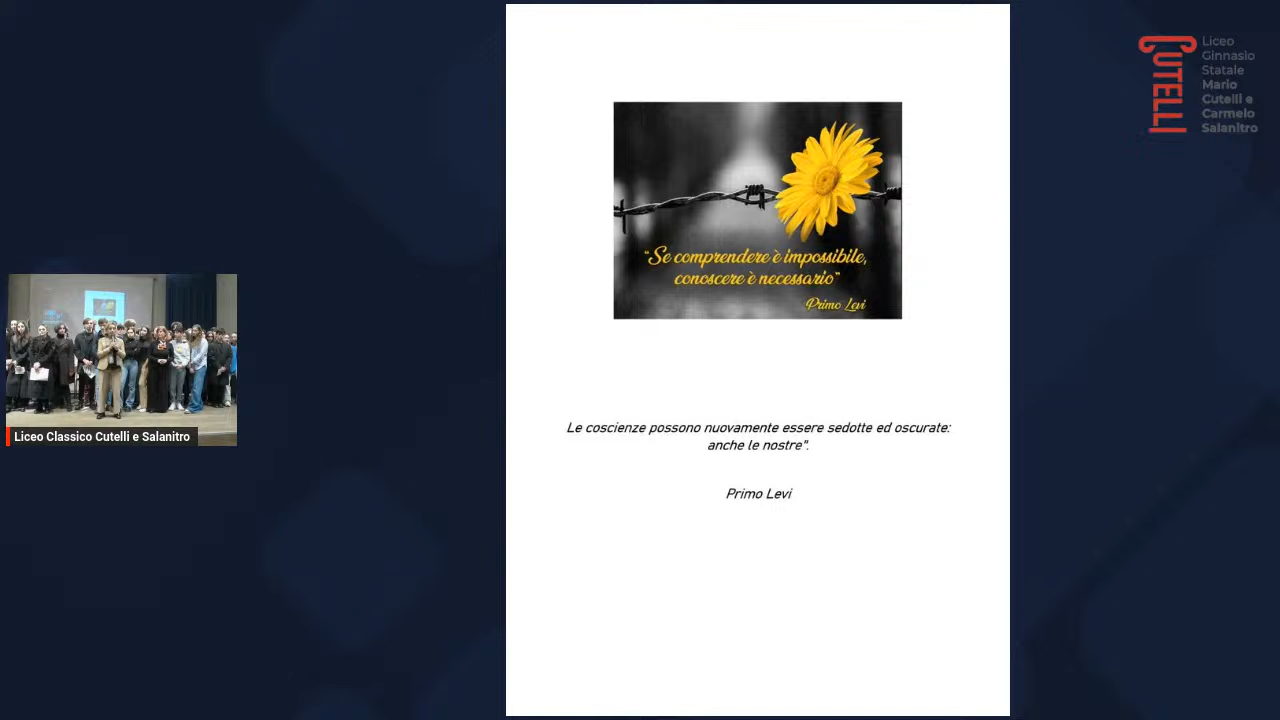 CUTELLI
Liceo
Ginnasio
Statale
Mario
Cutelli e
Carmelo
Salanitro
"Se comprendere è impossibile,
conoscere è necessario"
Primo Levi
Le coscienze possono nuovamente essere sedotte ed oscurate:
anche le nostre".
Primo Levi
Liceo Classico Cutelli e Salanitro